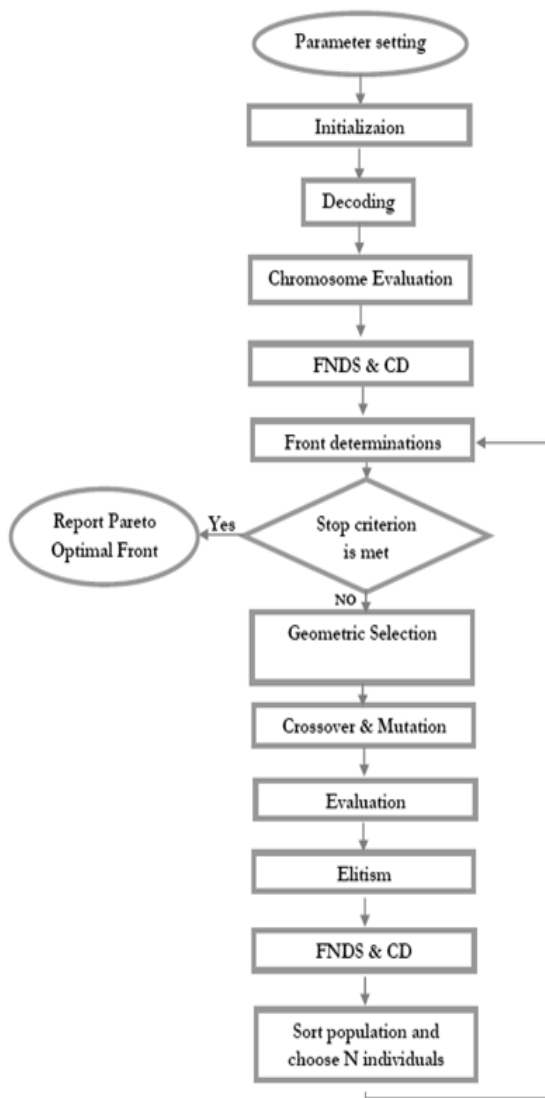 Parameter setting
Initializaion
Decoding
Chromosome Evaluation
FNDS & CD
Front determinations
Report Pareto
Optimal Front
Yes
Stop criterion
is met
NO
Geometric Selection
Crossover & Mutation
Evaluation
Elitism
FNDS & CD
Sort population and
choose N individuals